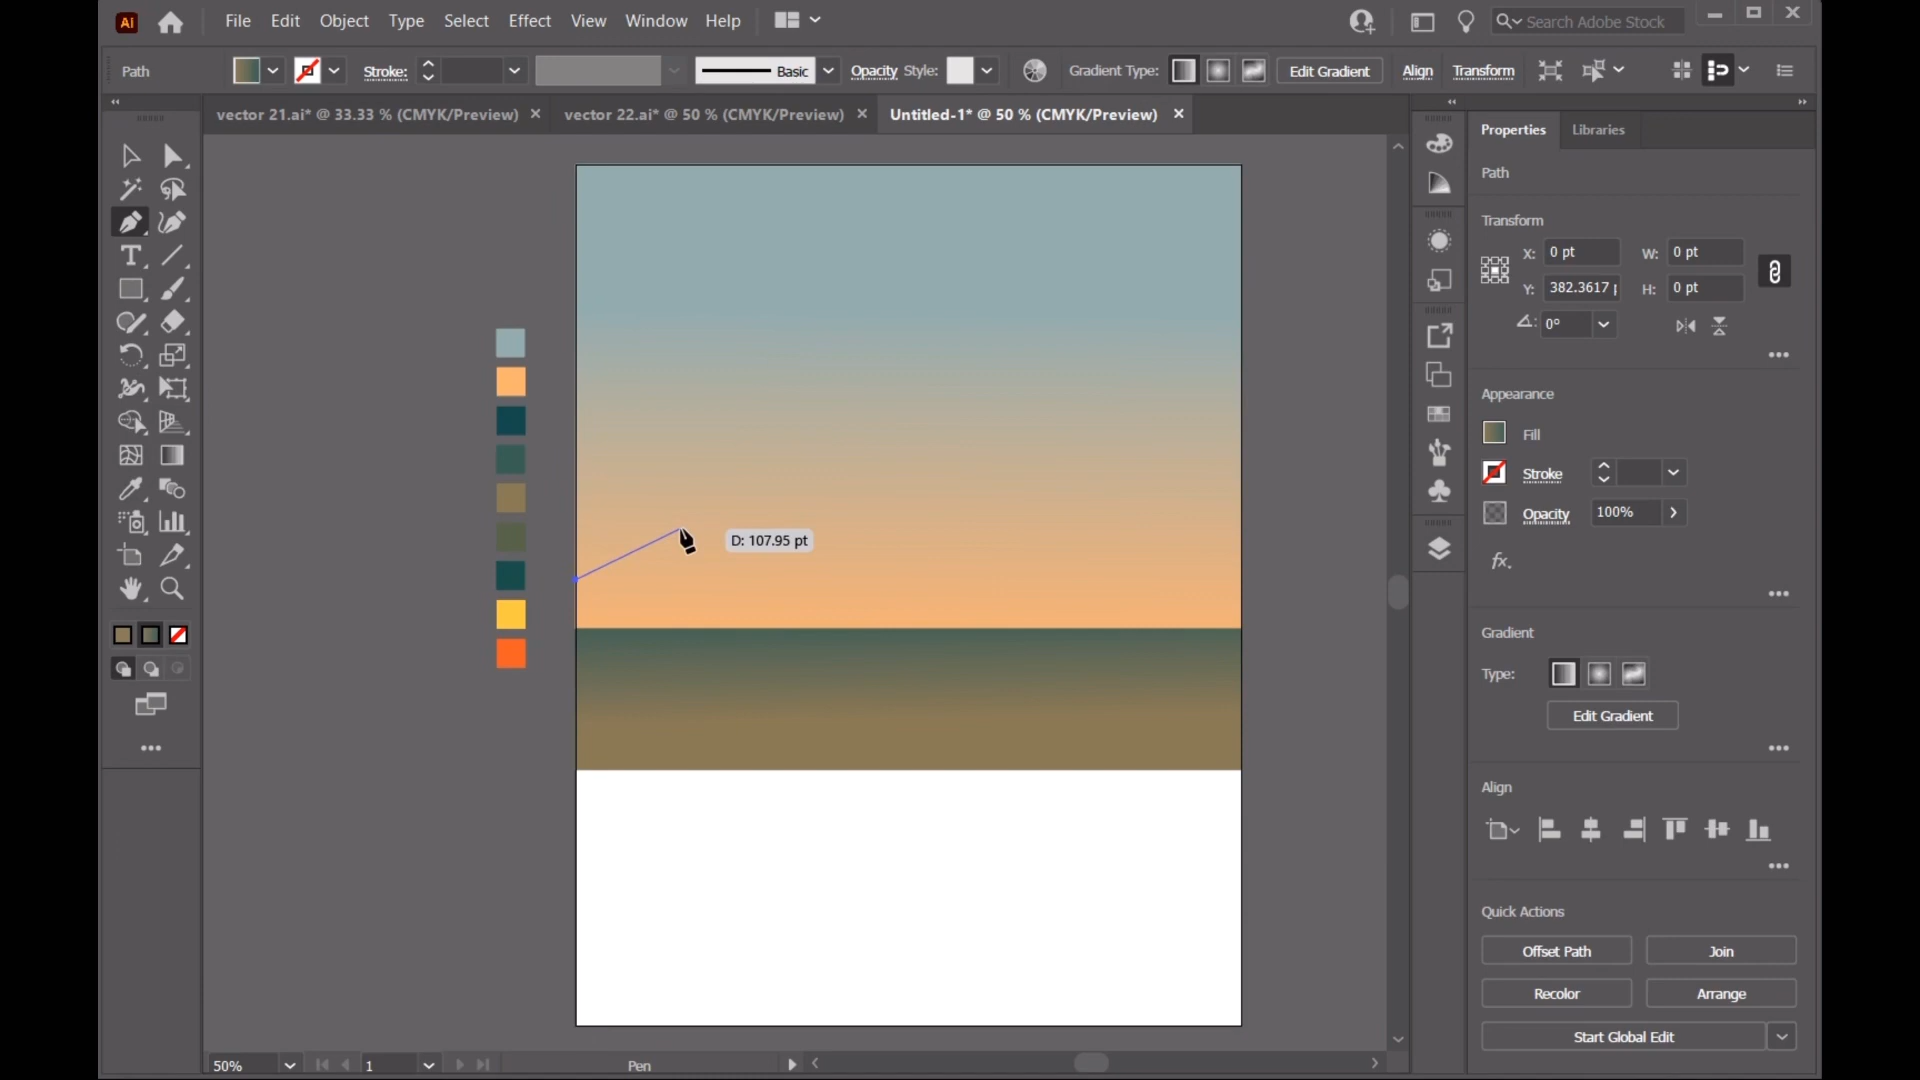 Ai File Edit Object Type Select Effect View Window Help Search Adobe Stock
Path Stroke: Basic Opacity Style: Gradient Type: Edit Gradient Align Transform
vector 21.ai* @ 33.33 % (CMYK/Preview) vector 22.ai* @ 50 % (CMYK/Preview) Untitled-1* @ 50 % (CMYK/Preview)
Properties Libraries
Path
Transform
X: 0 pt W: 0 pt
Y: 382.3617 H: 0 pt
0°
Appearance
Fill
Stroke
Opacity 100%
fx.
D: 107.95 pt
Gradient
Type:
Edit Gradient
Align
Quick Actions
Offset Path Join
Recolor Arrange
Start Global Edit
50% 1 Pen